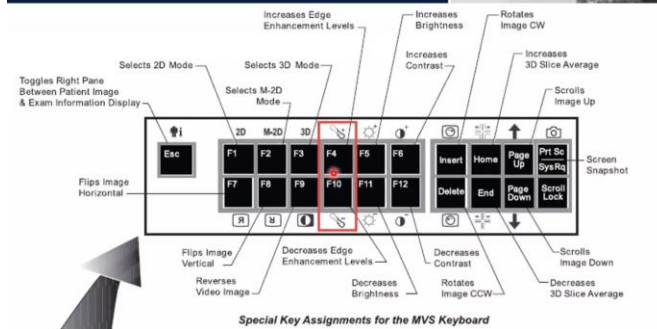 Increases Edge
Enhancement Levels
Increases
Brightness
Rotates
Image CW
Selects 2D Mode
Selects 3D Mode
Increases
Contrast
Increases
3D Slice Average
Toggles Right Pane
Between Patient Image
& Exam Information Display
Selects M-2D
Mode
Scrolls
Image Up
i 2D M-2D 3D
Esc F1 F2 F3 F4 F5 F6 Insert Home Page Up Prt Sc SysRq
Screen
Snapshot
Flips Image
Horizontal
F7 F8 F9 F10 F11 F12 Delete End Page Down Scroll Lock
Я R
Flips Image
Vertical
Decreases Edge
Enhancement Levels
Decreases
Contrast
Scrolls
Image Down
Reverses
Video Image
Decreases
Brightness
Rotates
Image CCW
Decreases
3D Slice Average
Special Key Assignments for the MVS Keyboard